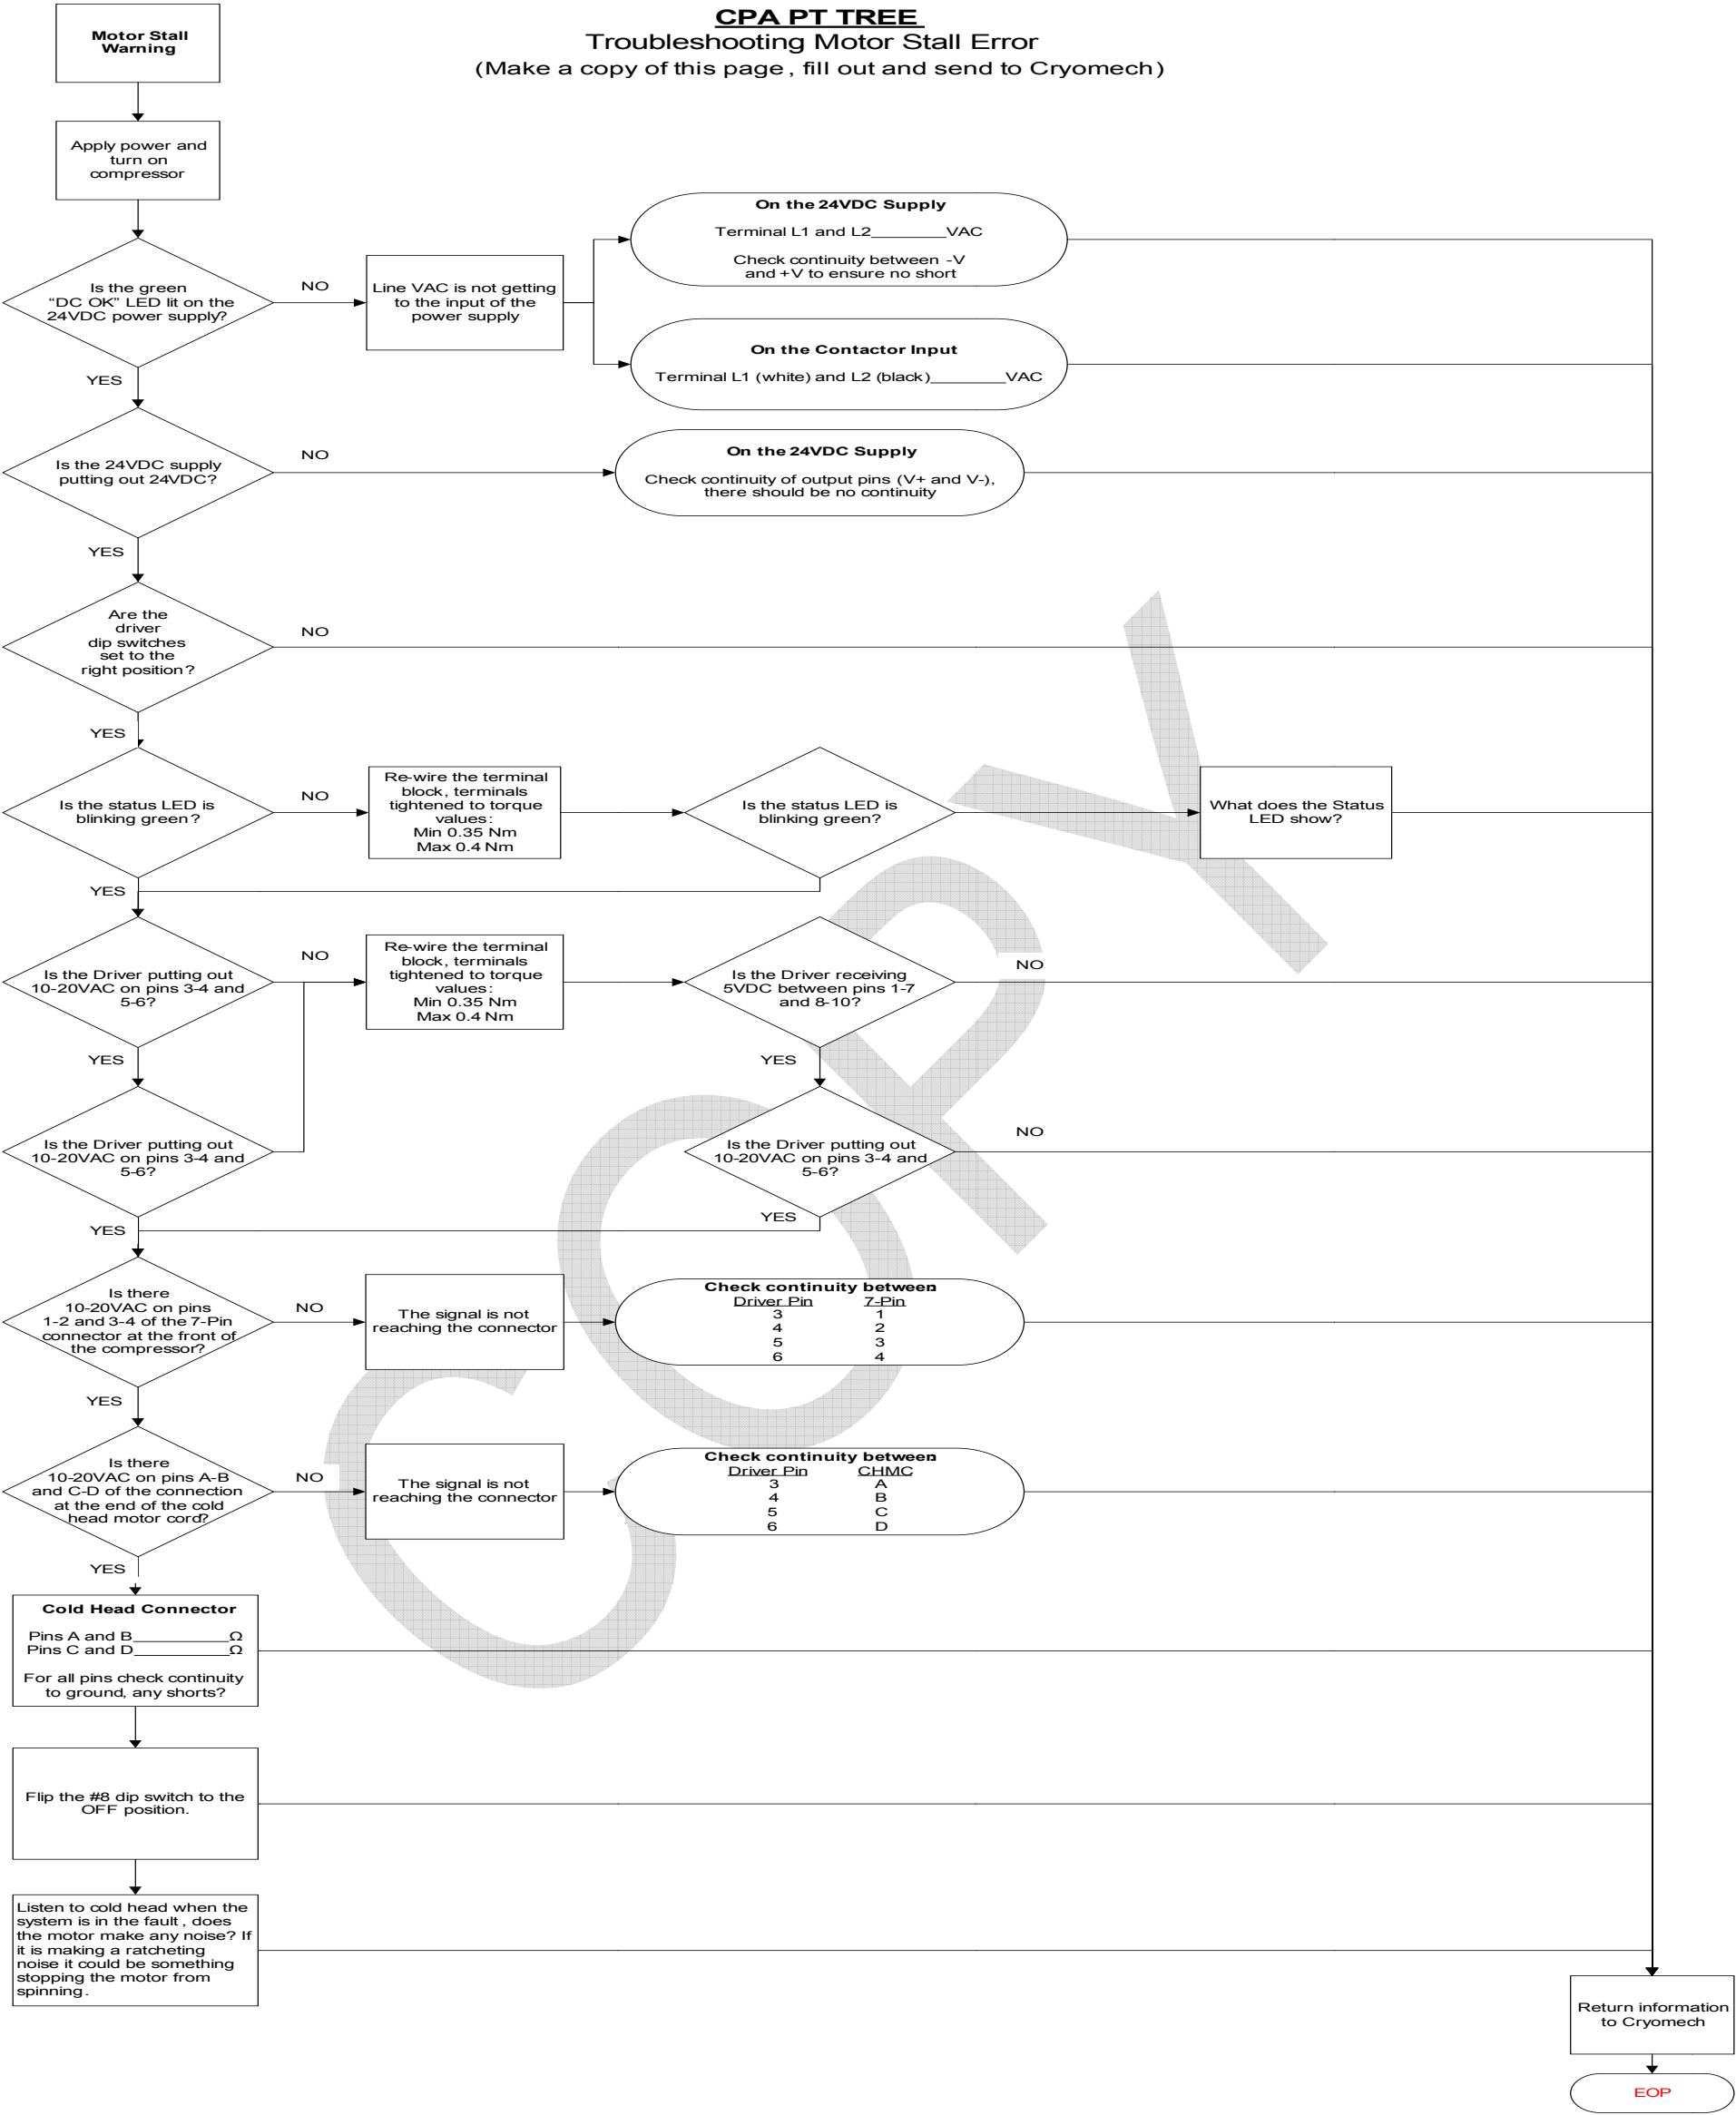 CPA PT TREE
Troubleshooting Motor Stall Error
(Make a copy of this page, fill out and send to Cryomech)
Motor Stall
Warning
Apply power and
turn on
compressor
Is the green
“DC OK” LED lit on the
24VDC power supply?
NO
YES
Line VAC is not getting
to the input of the
power supply
On the 24VDC Supply
Terminal L1 and L2________VAC
Check continuity between -V
and +V to ensure no short
On the Contactor Input
Terminal L1 (white) and L2 (black)________VAC
Is the 24VDC supply
putting out 24VDC?
NO
YES
On the 24VDC Supply
Check continuity of output pins (V+ and V-),
there should be no continuity
Are the
driver
dip switches
set to the
right position?
NO
YES
Is the status LED is
blinking green?
NO
YES
Re-wire the terminal
block, terminals
tightened to torque
values:
Min 0.35 Nm
Max 0.4 Nm
Is the status LED is
blinking green?
What does the Status
LED show?
Is the Driver putting out
10-20VAC on pins 3-4 and
5-6?
NO
YES
Re-wire the terminal
block, terminals
tightened to torque
values:
Min 0.35 Nm
Max 0.4 Nm
Is the Driver receiving
5VDC between pins 1-7
and 8-10?
NO
YES
Is the Driver putting out
10-20VAC on pins 3-4 and
5-6?
YES
Is the Driver putting out
10-20VAC on pins 3-4 and
5-6?
NO
YES
Is there
10-20VAC on pins
1-2 and 3-4 of the 7-Pin
connector at the front of
the compressor?
NO
YES
The signal is not
reaching the connector
Check continuity between:
Driver Pin 7-Pin
3 1
4 2
5 3
6 4
Is there
10-20VAC on pins A-B
and C-D of the connection
at the end of the cold
head motor cord?
NO
YES
The signal is not
reaching the connector
Check continuity between:
Driver Pin CHMC
3 A
4 B
5 C
6 D
Cold Head Connector
Pins A and B__________Ω
Pins C and D__________Ω
For all pins check continuity
to ground, any shorts?
Flip the #8 dip switch to the
OFF position.
Listen to cold head when the
system is in the fault, does
the motor make any noise? If
it is making a ratcheting
noise it could be something
stopping the motor from
spinning.
Return information
to Cryomech
EOP
COPY